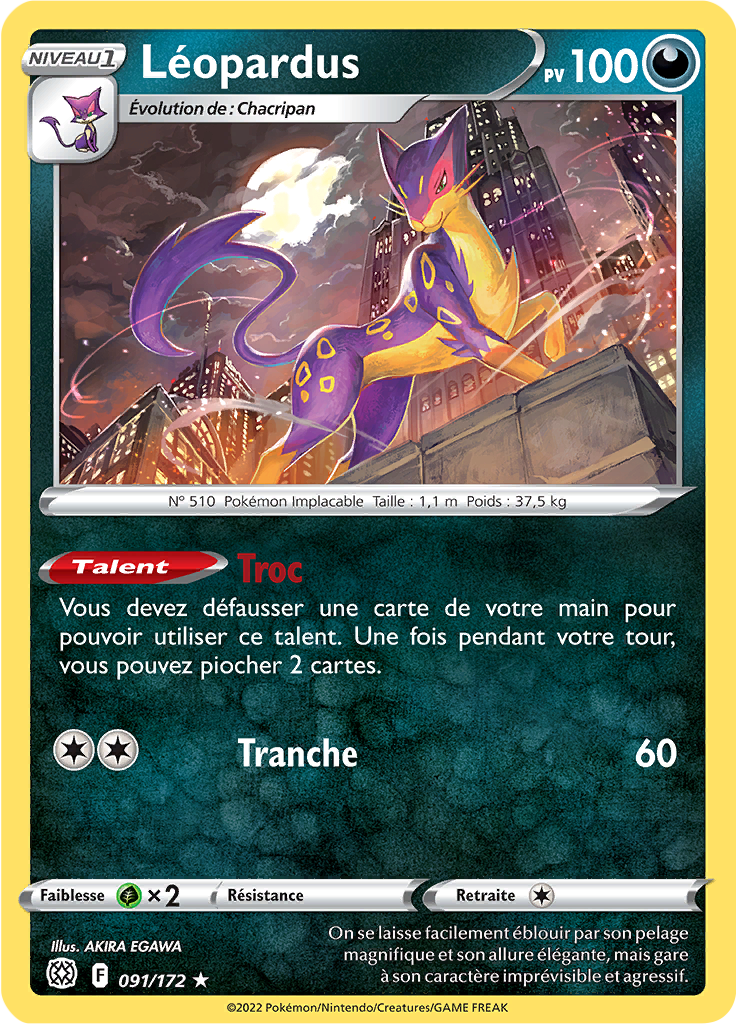 NIVEAU 1
Léopardus
PV 100
Évolution de : Chacripan
N° 510 Pokémon Implacable Taille : 1,1 m Poids : 37,5 kg
Talent Troc
Vous devez défausser une carte de votre main pour
pouvoir utiliser ce talent. Une fois pendant votre tour,
vous pouvez piocher 2 cartes.
Tranche 60
Faiblesse ×2 Résistance Retraite
Illus. AKIRA EGAWA
On se laisse facilement éblouir par son pelage
magnifique et son allure élégante, mais gare
à son caractère imprévisible et agressif.
F 091/172 ★
©2022 Pokémon/Nintendo/Creatures/GAME FREAK